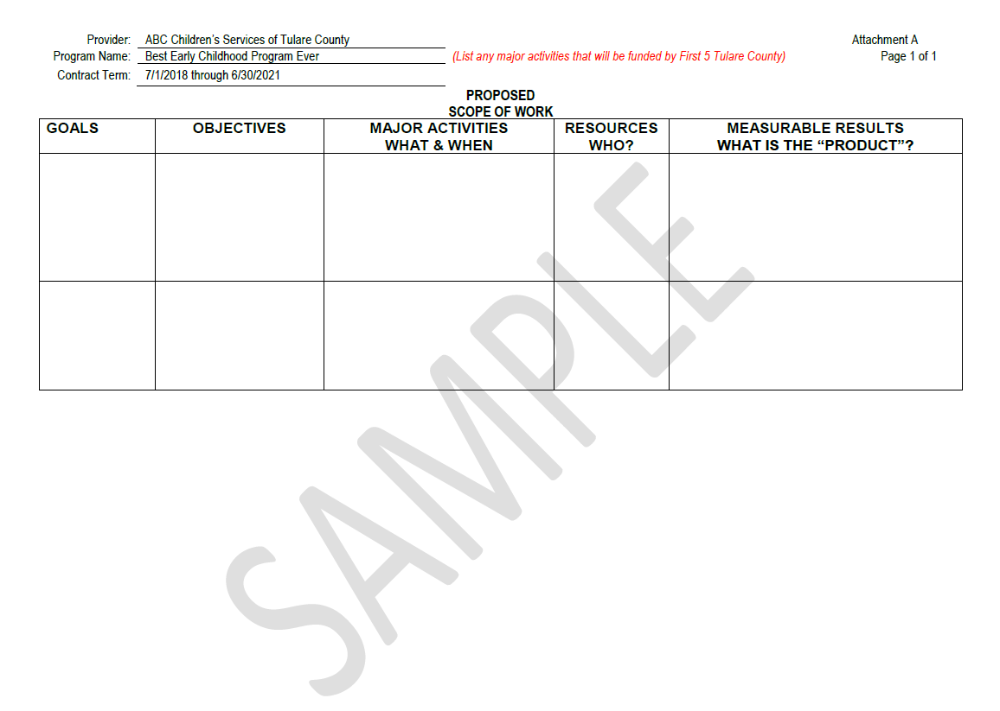 Provider: ABC Children’s Services of Tulare County
Attachment A
Program Name: Best Early Childhood Program Ever
(List any major activities that will be funded by First 5 Tulare County)
Page 1 of 1
Contract Term: 7/1/2018 through 6/30/2021
PROPOSED
SCOPE OF WORK
GOALS
OBJECTIVES
MAJOR ACTIVITIES
WHAT & WHEN
RESOURCES
WHO?
MEASURABLE RESULTS
WHAT IS THE “PRODUCT”?
SAMPLE